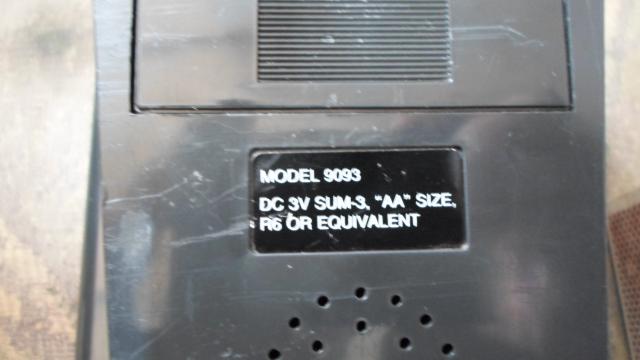 MODEL 9093
DC 3V SUM-3, "AA" SIZE,
R6 OR EQUIVALENT